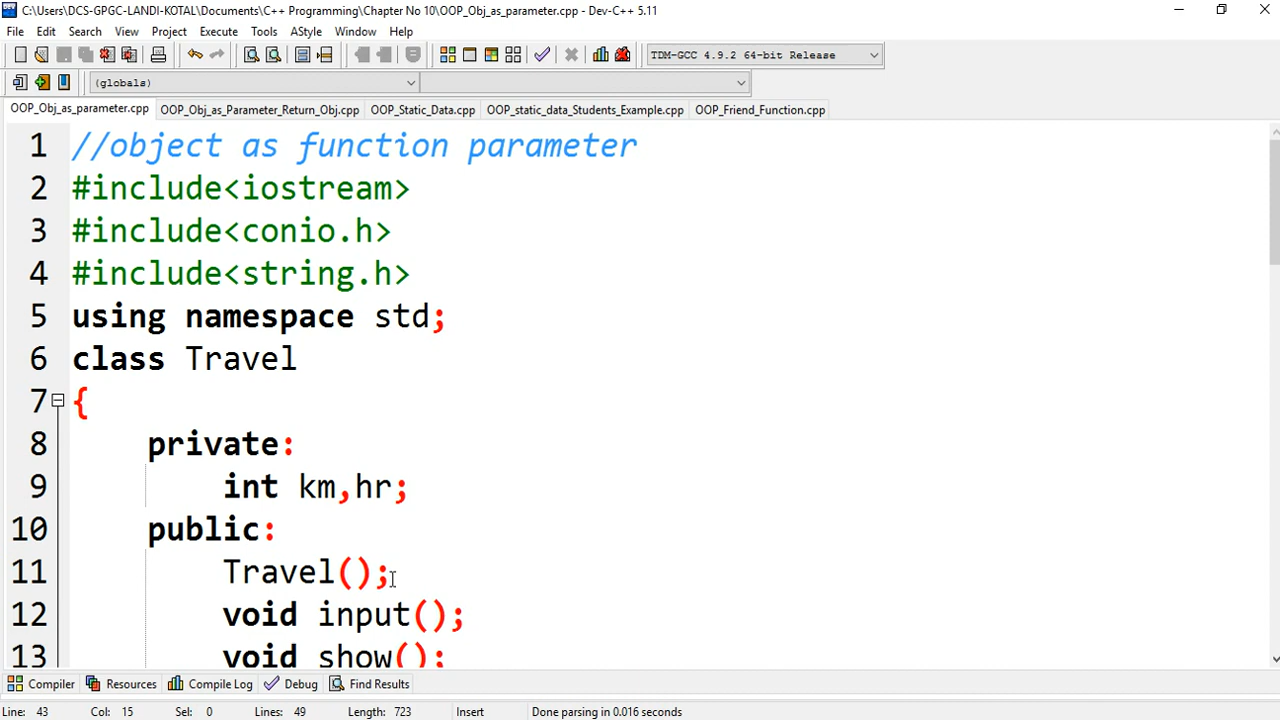 C:\Users\DCS-GPGC-LANDI-KOTAL\Documents\C++ Programming\Chapter No 10\OOP_Obj_as_parameter.cpp - Dev-C++ 5.11
File Edit Search View Project Execute Tools AStyle Window Help
TDM-GCC 4.9.2 64-bit Release
(globals)
OOP_Obj_as_parameter.cpp OOP_Obj_as_Parameter_Return_Obj.cpp OOP_Static_Data.cpp OOP_static_data_Students_Example.cpp OOP_Friend_Function.cpp
1 //object as function parameter
2 #include<iostream>
3 #include<conio.h>
4 #include<string.h>
5 using namespace std;
6 class Travel
7 {
8 private:
9 int km,hr;
10 public:
11 Travel();
12 void input();
13 void show();
Compiler Resources Compile Log Debug Find Results
Line: 43 Col: 15 Sel: 0 Lines: 49 Length: 723 Insert Done parsing in 0.016 seconds